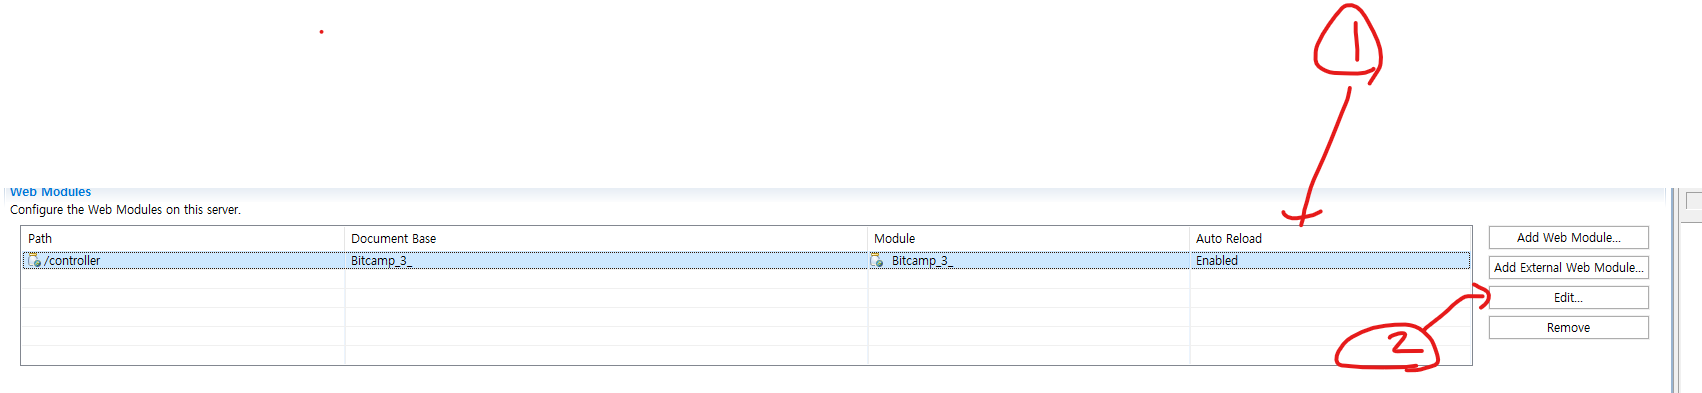 1
Web Modules
Configure the Web Modules on this server.
Path Document Base Module Auto Reload
/controller Bitcamp_3_ Bitcamp_3_ Enabled
Add Web Module...
Add External Web Module...
Edit...
Remove
2